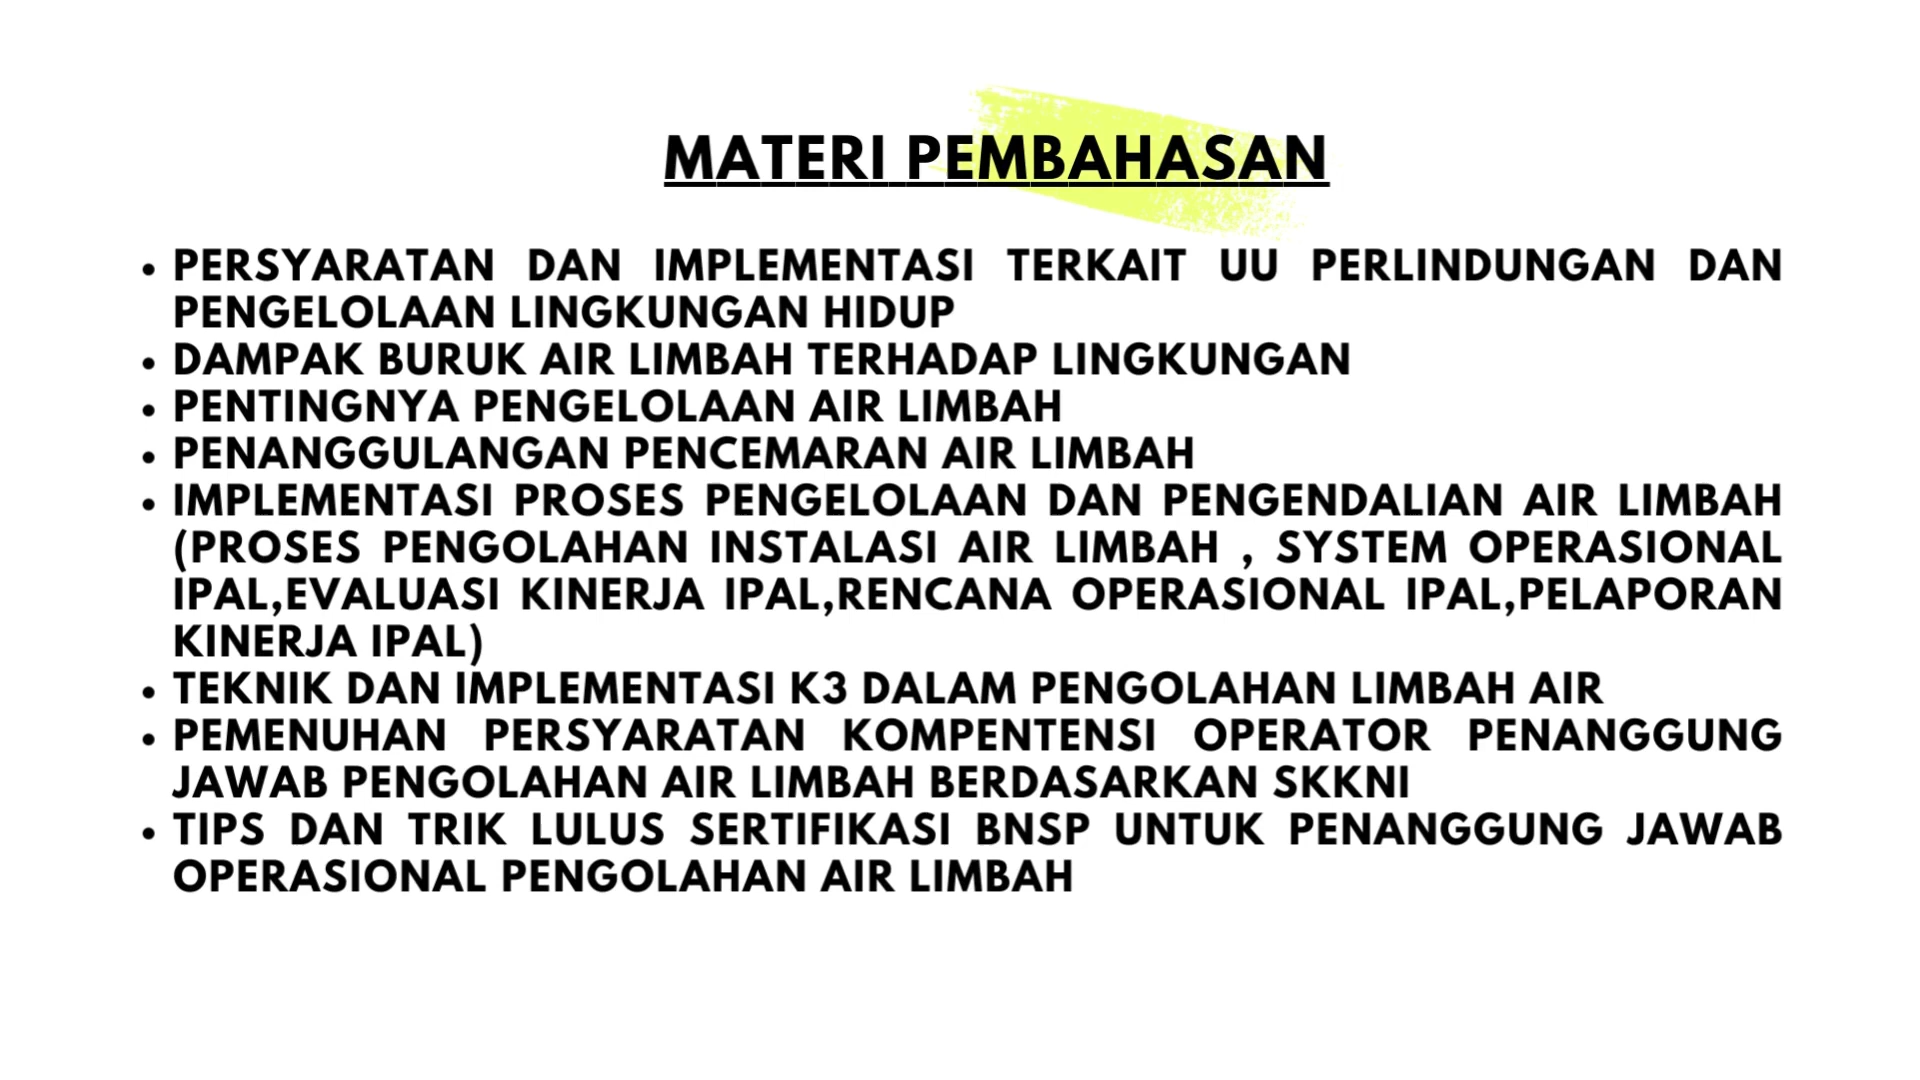 MATERI PEMBAHASAN
• PERSYARATAN DAN IMPLEMENTASI TERKAIT UU PERLINDUNGAN DAN
PENGELOLAAN LINGKUNGAN HIDUP
• DAMPAK BURUK AIR LIMBAH TERHADAP LINGKUNGAN
• PENTINGNYA PENGELOLAAN AIR LIMBAH
• PENANGGULANGAN PENCEMARAN AIR LIMBAH
• IMPLEMENTASI PROSES PENGELOLAAN DAN PENGENDALIAN AIR LIMBAH
(PROSES PENGOLAHAN INSTALASI AIR LIMBAH , SYSTEM OPERASIONAL
IPAL,EVALUASI KINERJA IPAL,RENCANA OPERASIONAL IPAL,PELAPORAN
KINERJA IPAL)
• TEKNIK DAN IMPLEMENTASI K3 DALAM PENGOLAHAN LIMBAH AIR
• PEMENUHAN PERSYARATAN KOMPENTENSI OPERATOR PENANGGUNG
JAWAB PENGOLAHAN AIR LIMBAH BERDASARKAN SKKNI
• TIPS DAN TRIK LULUS SERTIFIKASI BNSP UNTUK PENANGGUNG JAWAB
OPERASIONAL PENGOLAHAN AIR LIMBAH